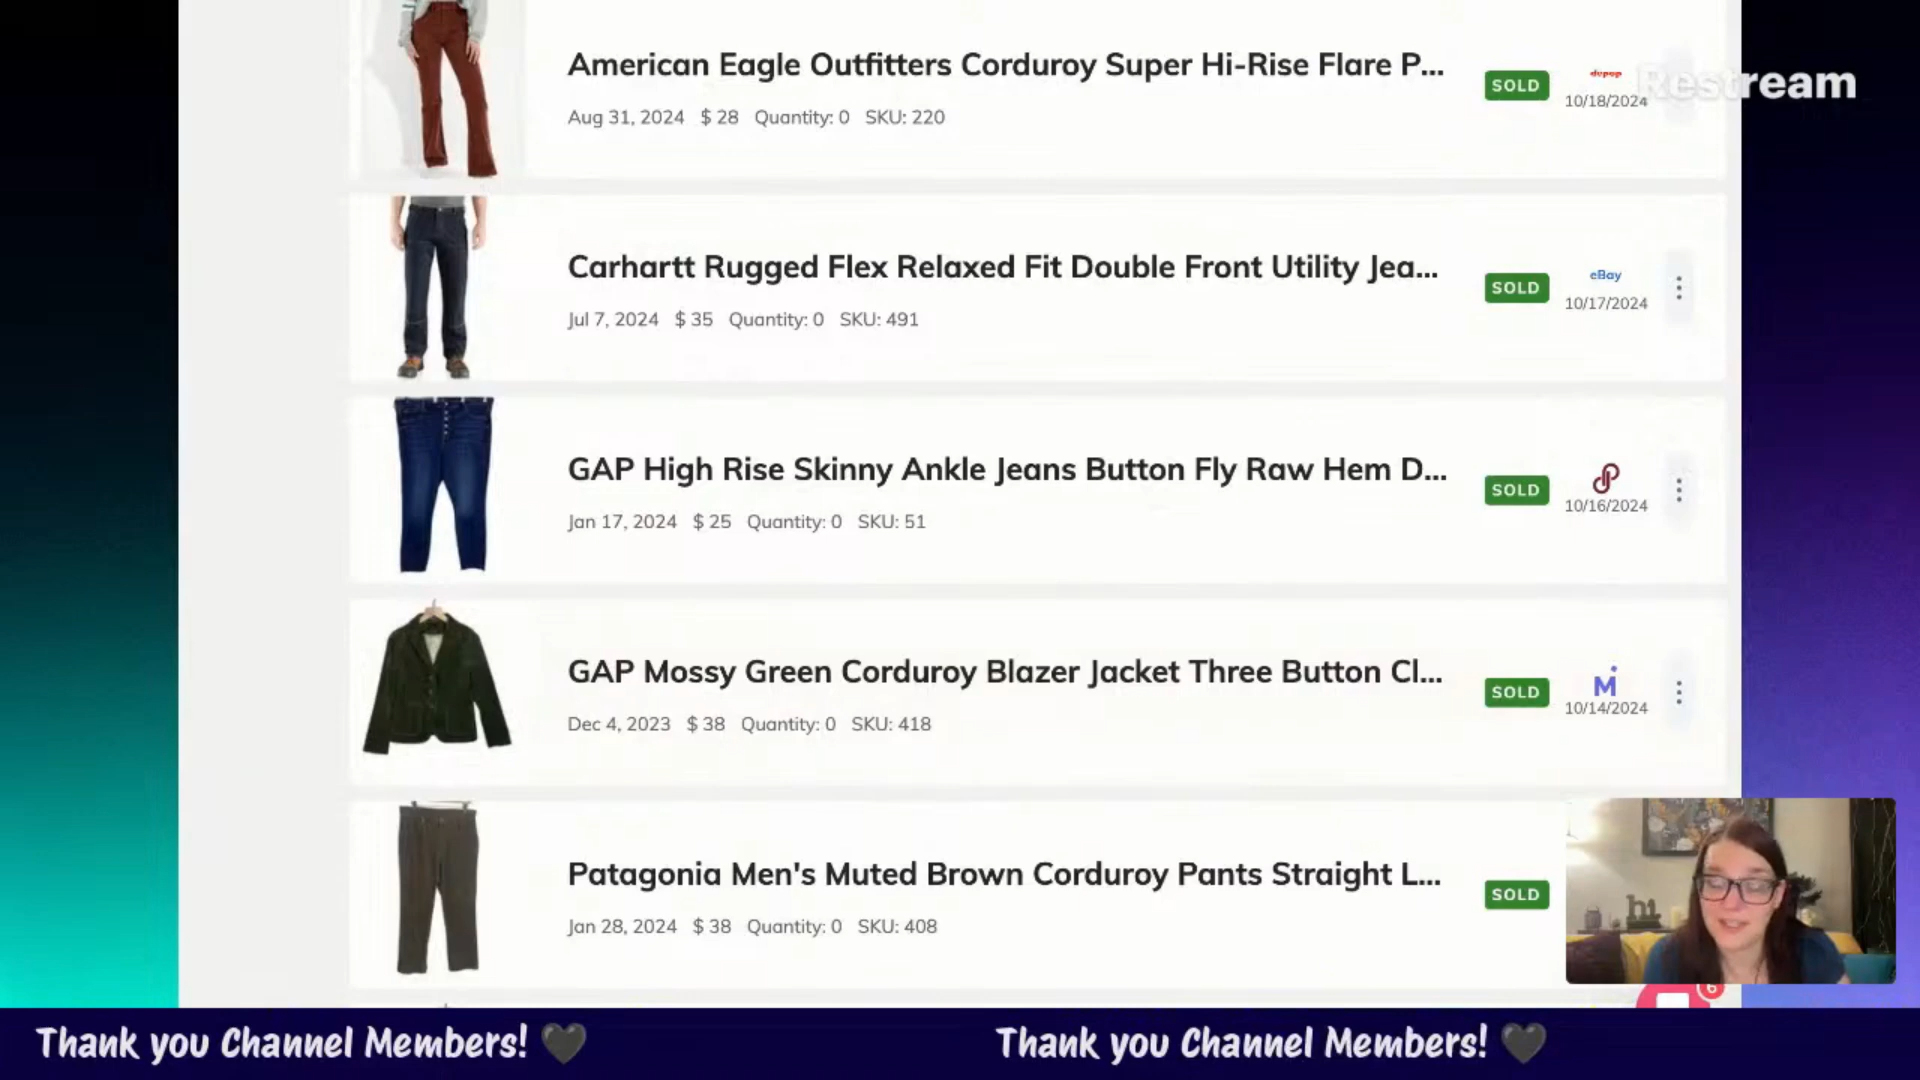 American Eagle Outfitters Corduroy Super Hi-Rise Flare P...
Aug 31, 2024 $ 28 Quantity: 0 SKU: 220
SOLD
depop
10/18/2024
Restream
Carhartt Rugged Flex Relaxed Fit Double Front Utility Jea...
Jul 7, 2024 $ 35 Quantity: 0 SKU: 491
SOLD
eBay
10/17/2024
GAP High Rise Skinny Ankle Jeans Button Fly Raw Hem D...
Jan 17, 2024 $ 25 Quantity: 0 SKU: 51
SOLD
10/16/2024
GAP Mossy Green Corduroy Blazer Jacket Three Button Cl...
Dec 4, 2023 $ 38 Quantity: 0 SKU: 418
SOLD
M
10/14/2024
Patagonia Men's Muted Brown Corduroy Pants Straight L...
Jan 28, 2024 $ 38 Quantity: 0 SKU: 408
SOLD
hi
6
Thank you Channel Members! 🖤 Thank you Channel Members! 🖤